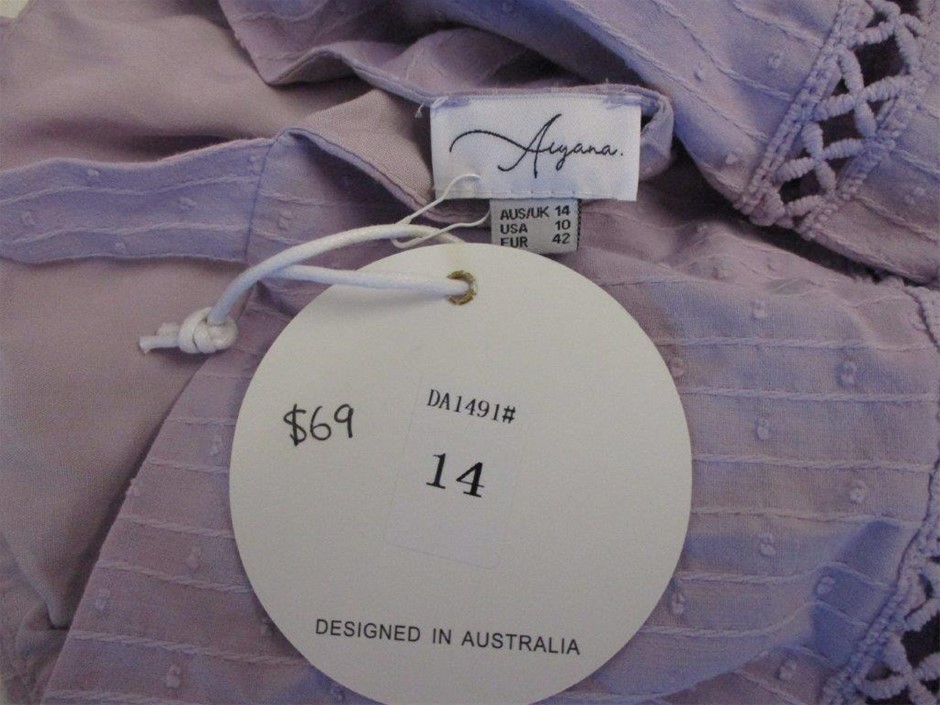 Aiyana.
AUS/UK 14
USA 10
EUR 42
$69
DA1491#
14
DESIGNED IN AUSTRALIA